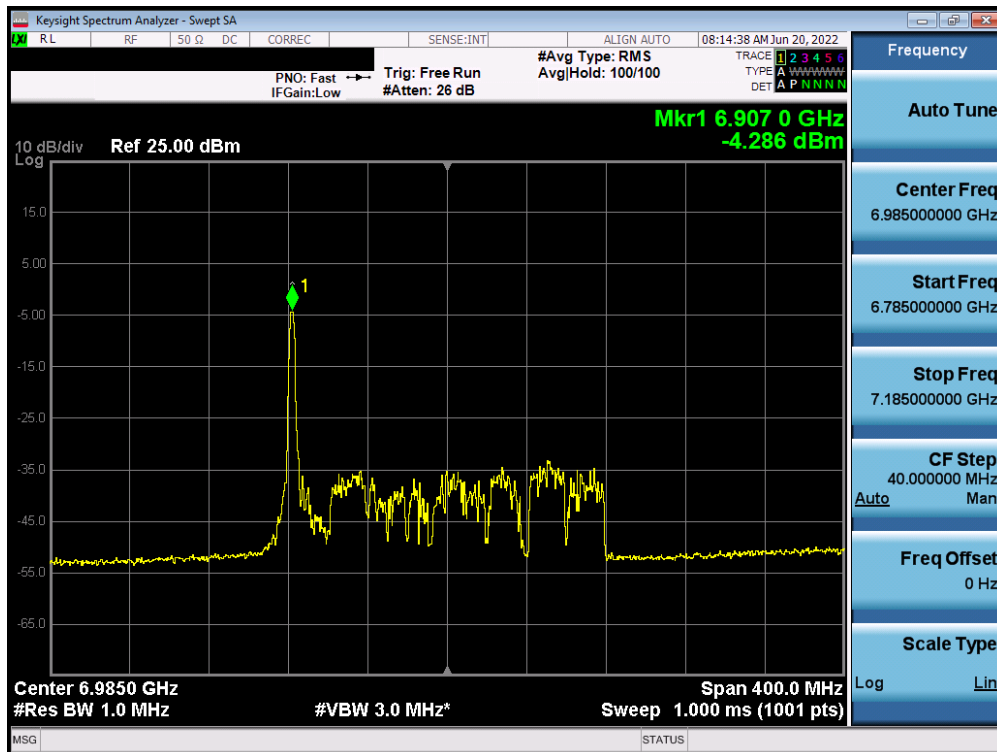 Keysight Spectrum Analyzer - Swept SA
LXI RL RF 50 Ω DC CORREC SENSE:INT ALIGN AUTO 08:14:38 AM Jun 20, 2022
PNO: Fast Trig: Free Run #Avg Type: RMS TRACE 1 2 3 4 5 6
IFGain:Low #Atten: 26 dB Avg|Hold: 100/100 TYPE A WWWWW
DET A P N N N N
Mkr1 6.907 0 GHz
-4.286 dBm
10 dB/div Ref 25.00 dBm
Log
15.0
5.00
1
-5.00
-15.0
-25.0
-35.0
-45.0
-55.0
-65.0
Center 6.9850 GHz Span 400.0 MHz
#Res BW 1.0 MHz #VBW 3.0 MHz* Sweep 1.000 ms (1001 pts)
MSG STATUS
Frequency
Auto Tune
Center Freq
6.985000000 GHz
Start Freq
6.785000000 GHz
Stop Freq
7.185000000 GHz
CF Step
40.000000 MHz
Auto Man
Freq Offset
0 Hz
Scale Type
Log Lin